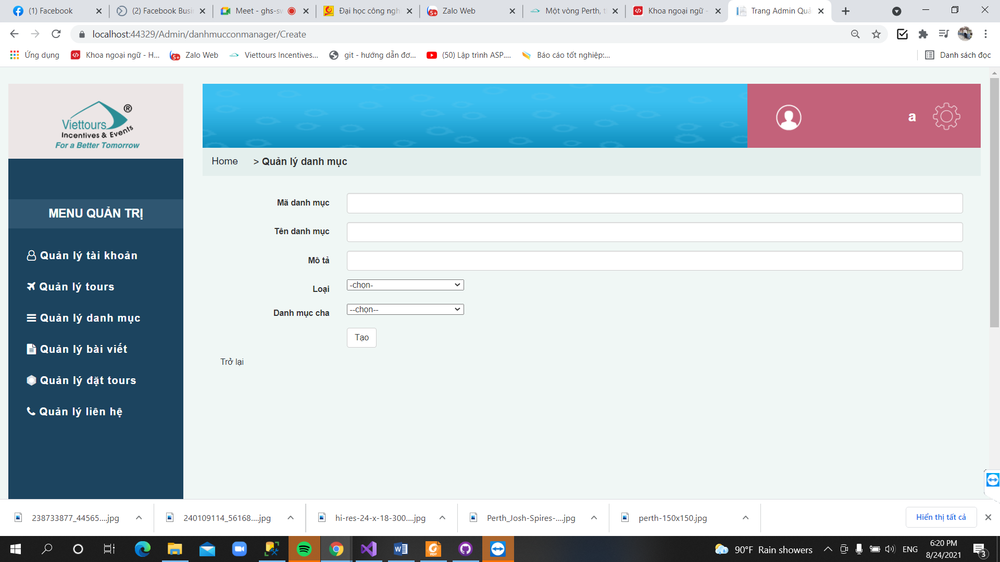 (1) Facebook
(2) Facebook Busi
Meet - ghs-sw
Đại học công ngh
Zalo Web
Một vòng Perth, t
Khoa ngoại ngữ -
Trang Admin Quả
localhost:44329/Admin/danhmucconmanager/Create
Ứng dụng
Khoa ngoại ngữ - H...
Zalo Web
Viettours Incentives...
git - hướng dẫn đơ...
(50) Lập trình ASP....
Báo cáo tốt nghiệp:...
Danh sách đọc
Viettours ®
Incentives & Events
For a Better Tomorrow
a
Home > Quản lý danh mục
MENU QUẢN TRỊ
Quản lý tài khoản
Quản lý tours
Quản lý danh mục
Quản lý bài viết
Quản lý đặt tours
Quản lý liên hệ
Mã danh mục
Tên danh mục
Mô tả
Loại -chọn-
Danh mục cha --chọn--
Tạo
Trở lại
238733877_44565....jpg
240109114_56168....jpg
hi-res-24-x-18-300....jpg
Perth_Josh-Spires-....jpg
perth-150x150.jpg
Hiển thị tất cả
90°F Rain showers
ENG
6:20 PM
8/24/2021
3